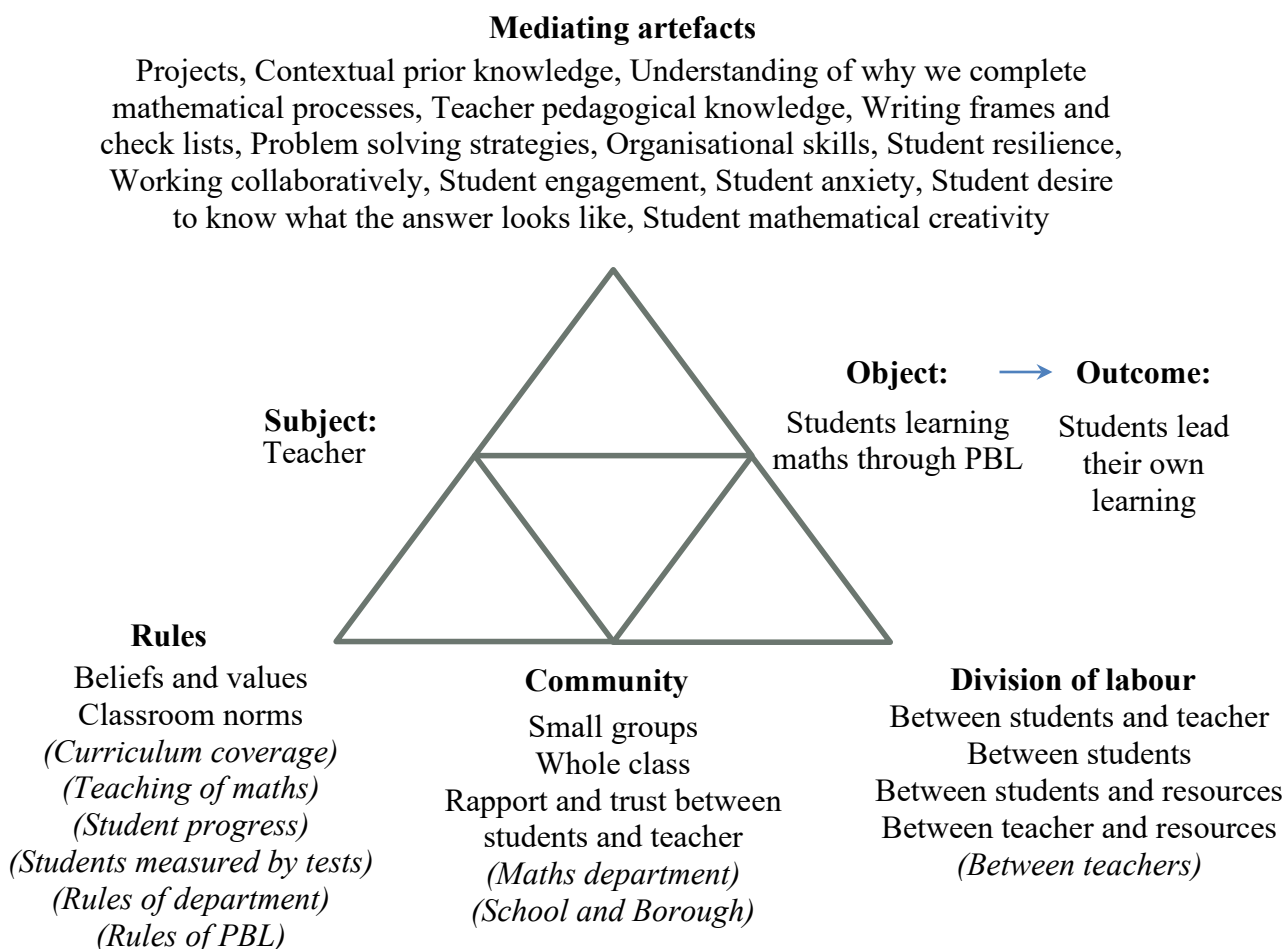 Mediating artefacts
Projects, Contextual prior knowledge, Understanding of why we complete
mathematical processes, Teacher pedagogical knowledge, Writing frames and
check lists, Problem solving strategies, Organisational skills, Student resilience,
Working collaboratively, Student engagement, Student anxiety, Student desire
to know what the answer looks like, Student mathematical creativity
Subject:
Teacher
Object:
Students learning
maths through PBL
Outcome:
Students lead
their own
learning
Rules
Beliefs and values
Classroom norms
(Curriculum coverage)
(Teaching of maths)
(Student progress)
(Students measured by tests)
(Rules of department)
(Rules of PBL)
Community
Small groups
Whole class
Rapport and trust between
students and teacher
(Maths department)
(School and Borough)
Division of labour
Between students and teacher
Between students
Between students and resources
Between teacher and resources
(Between teachers)